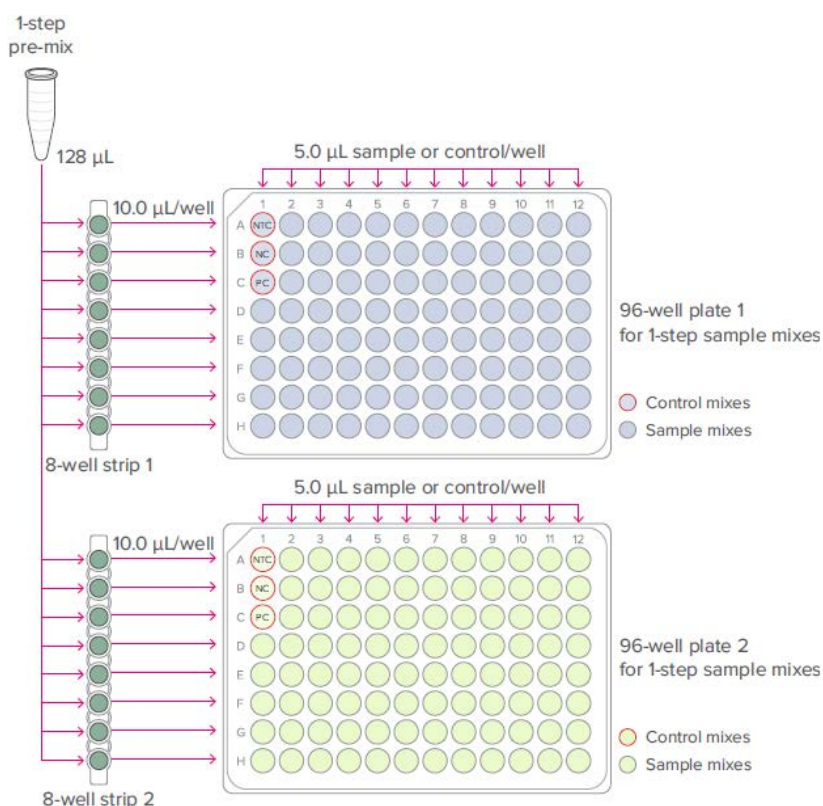 1-step
pre-mix
128 µL
5.0 µL sample or control/well
10.0 µL/well
1 2 3 4 5 6 7 8 9 10 11 12
A NTC
B NC
C PC
D
E
F
G
H
8-well strip 1
96-well plate 1
for 1-step sample mixes
Control mixes
Sample mixes
5.0 µL sample or control/well
10.0 µL/well
1 2 3 4 5 6 7 8 9 10 11 12
A NTC
B NC
C PC
D
E
F
G
H
8-well strip 2
96-well plate 2
for 1-step sample mixes
Control mixes
Sample mixes